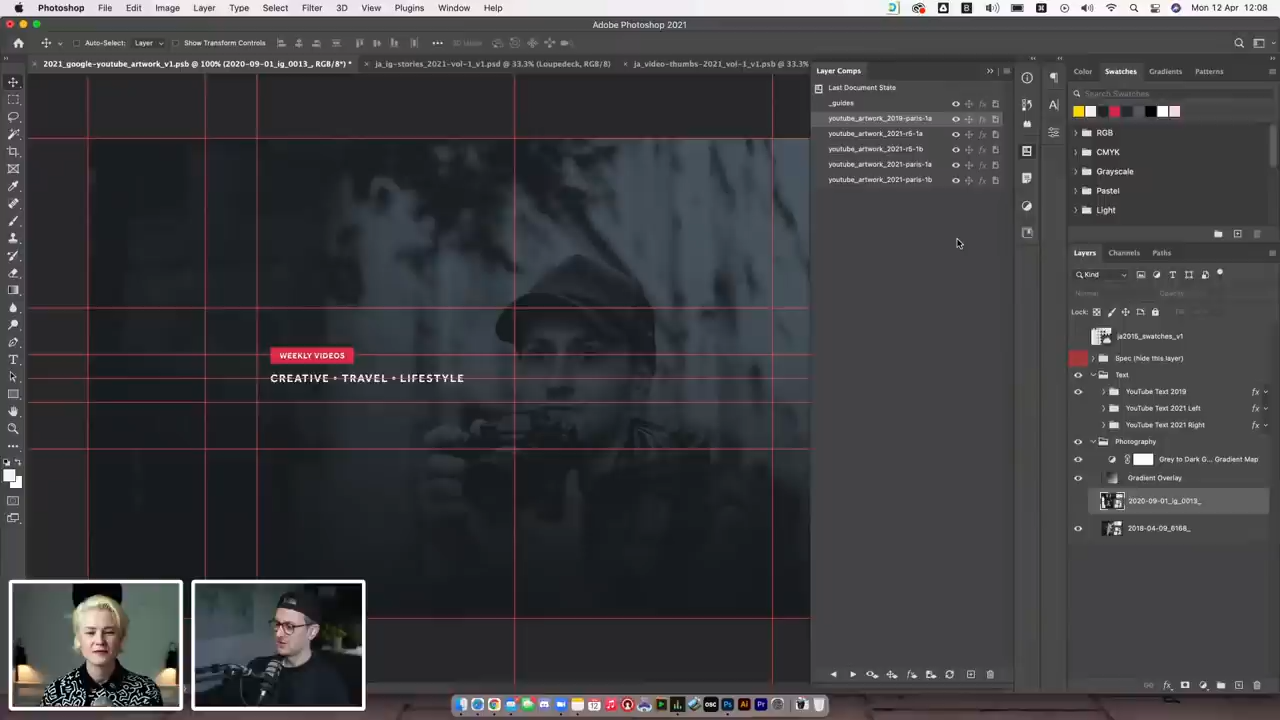 Photoshop File Edit Image Layer Type Select Filter 3D View Plugins Window Help
Mon 12 Apr 12:08
Adobe Photoshop 2021
Auto-Select: Layer Show Transform Controls
2021_google-youtube_artwork_v1.psb @ 100% (2020-09-01_ig_0013_, RGB/8*) *
ja_ig-stories_2021-vol-1_v1.psd @ 33.3% (Loupedeck, RGB/8)
ja_video-thumbs_2021_vol-1_v1.psb @ 33.3%
Layer Comps
Last Document State
_guides
youtube_artwork_2019-paris-1a
youtube_artwork_2021-r6-1a
youtube_artwork_2021-r6-1b
youtube_artwork_2021-paris-1a
youtube_artwork_2021-paris-1b
WEEKLY VIDEOS
CREATIVE • TRAVEL • LIFESTYLE
Color Swatches Gradients Patterns
Search Swatches
RGB
CMYK
Grayscale
Pastel
Light
Layers Channels Paths
Kind
Normal Opacity
Lock:
ja2015_swatches_v1
Spec (hide this layer)
Text
YouTube Text 2019
YouTube Text 2021 Left
YouTube Text 2021 Right
Photography
Grey to Dark G... Gradient Map
Gradient Overlay
2020-09-01_ig_0013_
2018-04-09_6168_